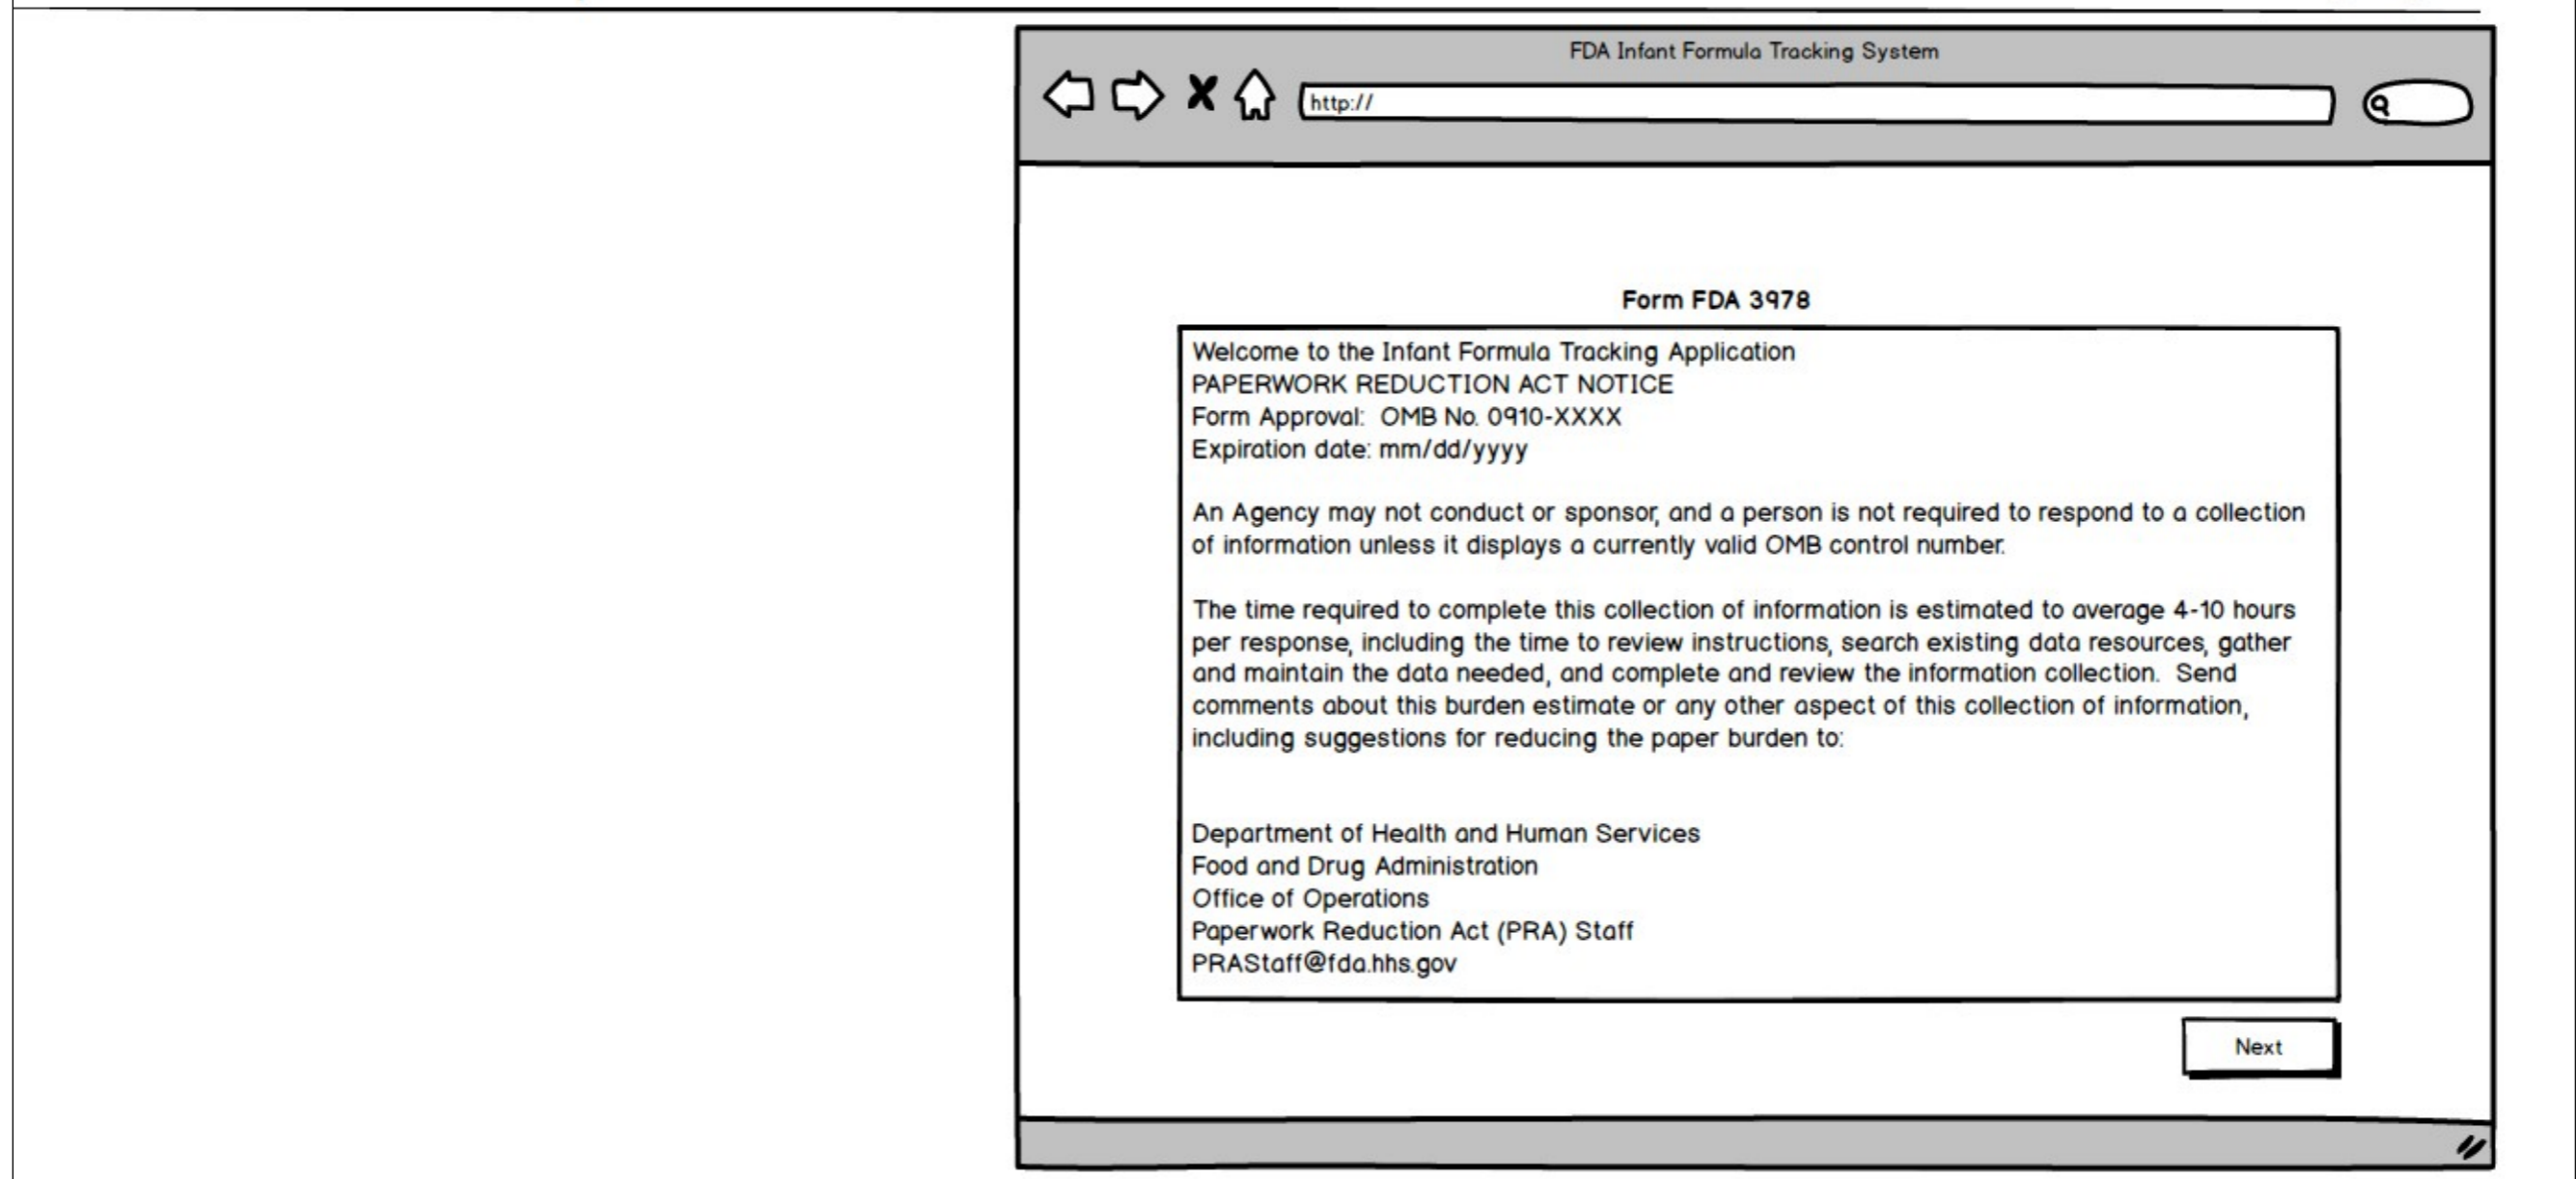 FDA Infant Formula Tracking System
http://
Form FDA 3978
Welcome to the Infant Formula Tracking Application
PAPERWORK REDUCTION ACT NOTICE
Form Approval:  OMB No. 0910-XXXX
Expiration date: mm/dd/yyyy
An Agency may not conduct or sponsor, and a person is not required to respond to a collection
of information unless it displays a currently valid OMB control number.
The time required to complete this collection of information is estimated to average 4-10 hours
per response, including the time to review instructions, search existing data resources, gather
and maintain the data needed, and complete and review the information collection.  Send
comments about this burden estimate or any other aspect of this collection of information,
including suggestions for reducing the paper burden to:
Department of Health and Human Services
Food and Drug Administration
Office of Operations
Paperwork Reduction Act (PRA) Staff
PRAStaff@fda.hhs.gov
Next